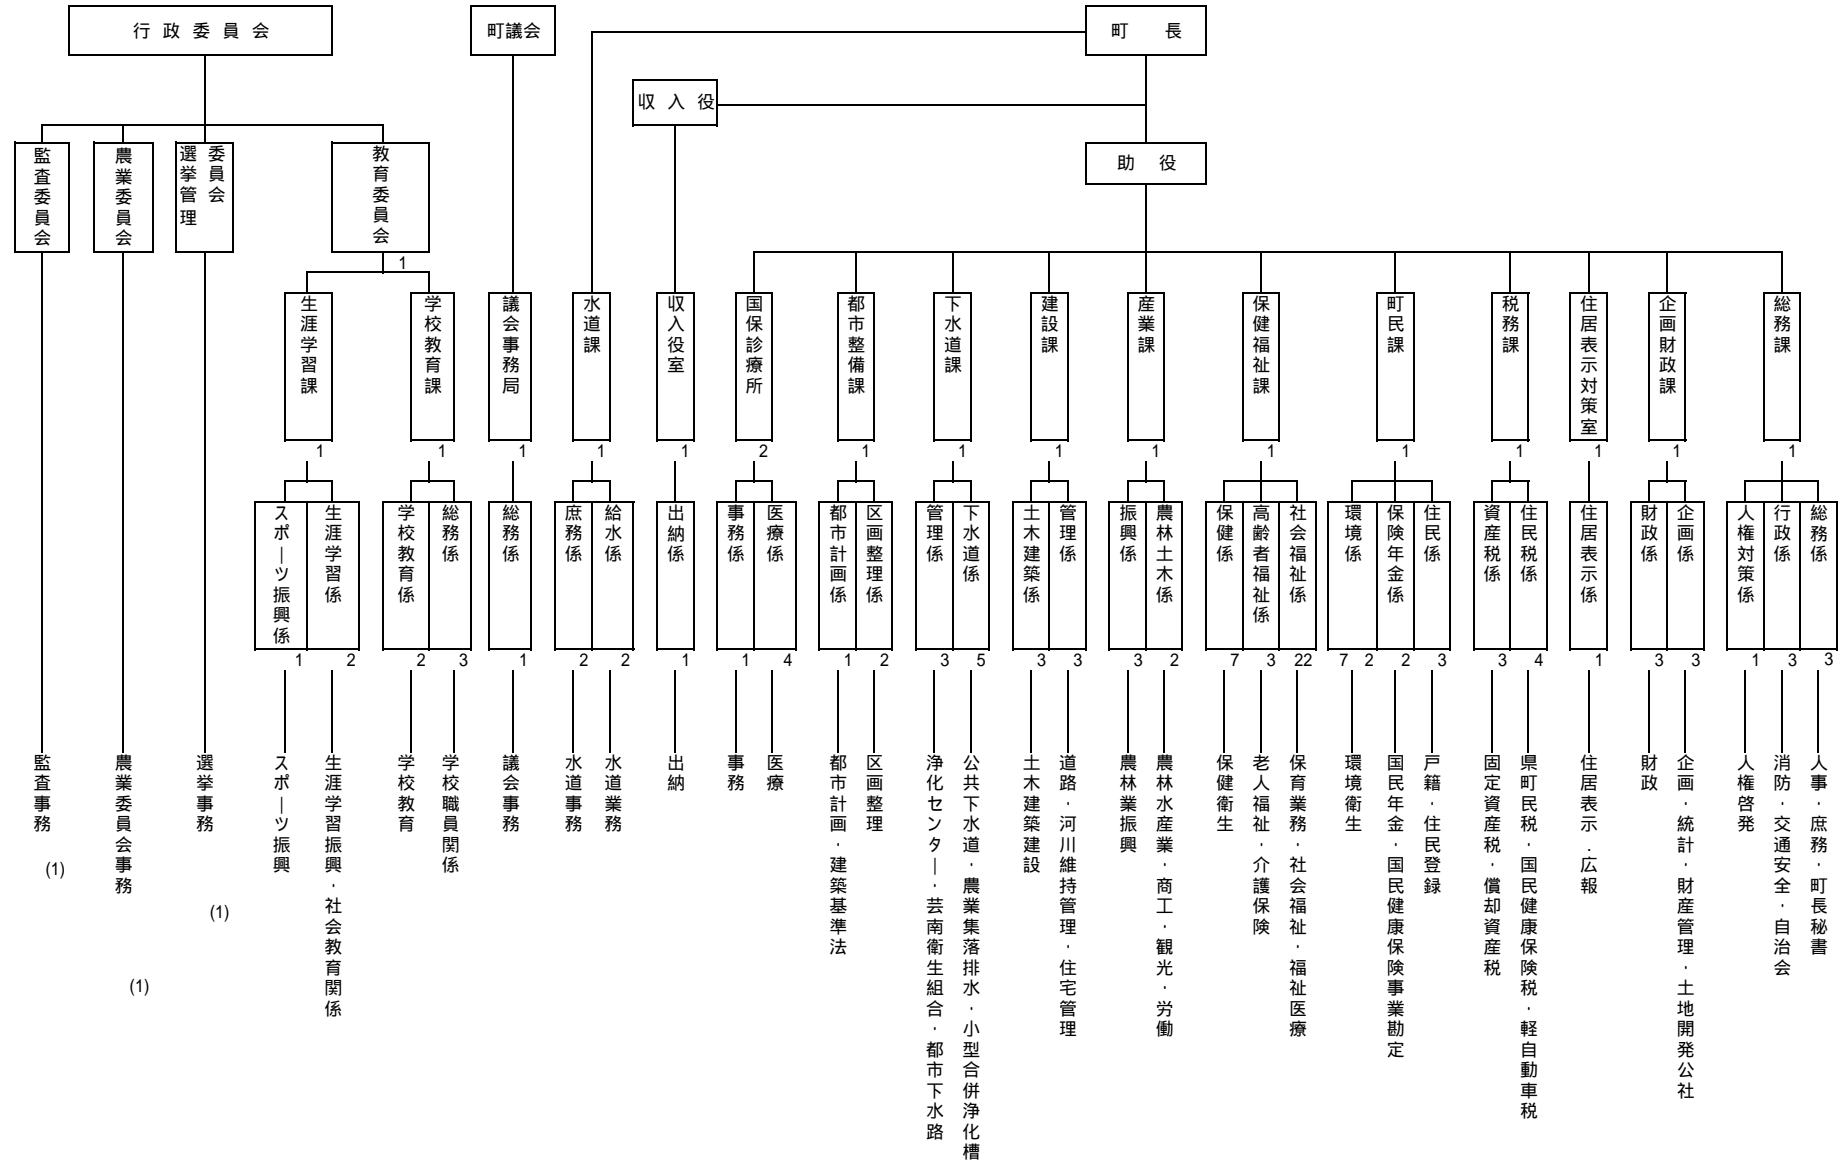 行政委員会
町議会
町長
収入役
助役
監査委員会
農業委員会
選挙管理
委員会
教育委員会
1
生涯学習課
学校教育課
議会事務局
水道課
収入役室
国保診療所
都市整備課
下水道課
建設課
産業課
保健福祉課
町民課
税務課
住居表示対策室
企画財政課
総務課
1 1 1 1 1 2 1 1 1 1 1 1 1 1 1 1
スポーツ振興係
生涯学習係
学校教育係
総務係
総務係
庶務係
給水係
出納係
事務係
医療係
都市計画係
区画整理係
管理係
下水道係
土木建築係
管理係
振興係
農林土木係
保健係
高齢者福祉係
社会福祉係
環境係
保険年金係
住民係
資産税係
住民税係
住居表示係
財政係
企画係
人権対策係
行政係
総務係
1 2 2 3 1 2 2 1 1 4 1 2 3 5 3 3 3 2 7 3 22 7 2 2 3 3 4 1 3 3 1 3 3
監査事務
(1)
農業委員会事務
(1)
選挙事務
(1)
スポーツ振興
生涯学習振興・社会教育関係
学校教育
学校職員関係
議会事務
水道事務
水道業務
出納
事務
医療
都市計画・建築基準法
区画整理
浄化センター・芸南衛生組合・都市下水路
公共下水道・農業集落排水・小型合併浄化槽
土木建築建設
道路・河川維持管理・住宅管理
農林業振興
農林水産業・商工・観光・労働
保健衛生
老人福祉・介護保険
保育業務・社会福祉・福祉医療
環境衛生
国民年金・国民健康保険事業勘定
戸籍・住民登録
固定資産税・償却資産税
県町民税・国民健康保険税・軽自動車税
住居表示.広報
財政
企画・統計・財産管理・土地開発公社
人権啓発
消防・交通安全・自治会
人事・庶務・町長秘書